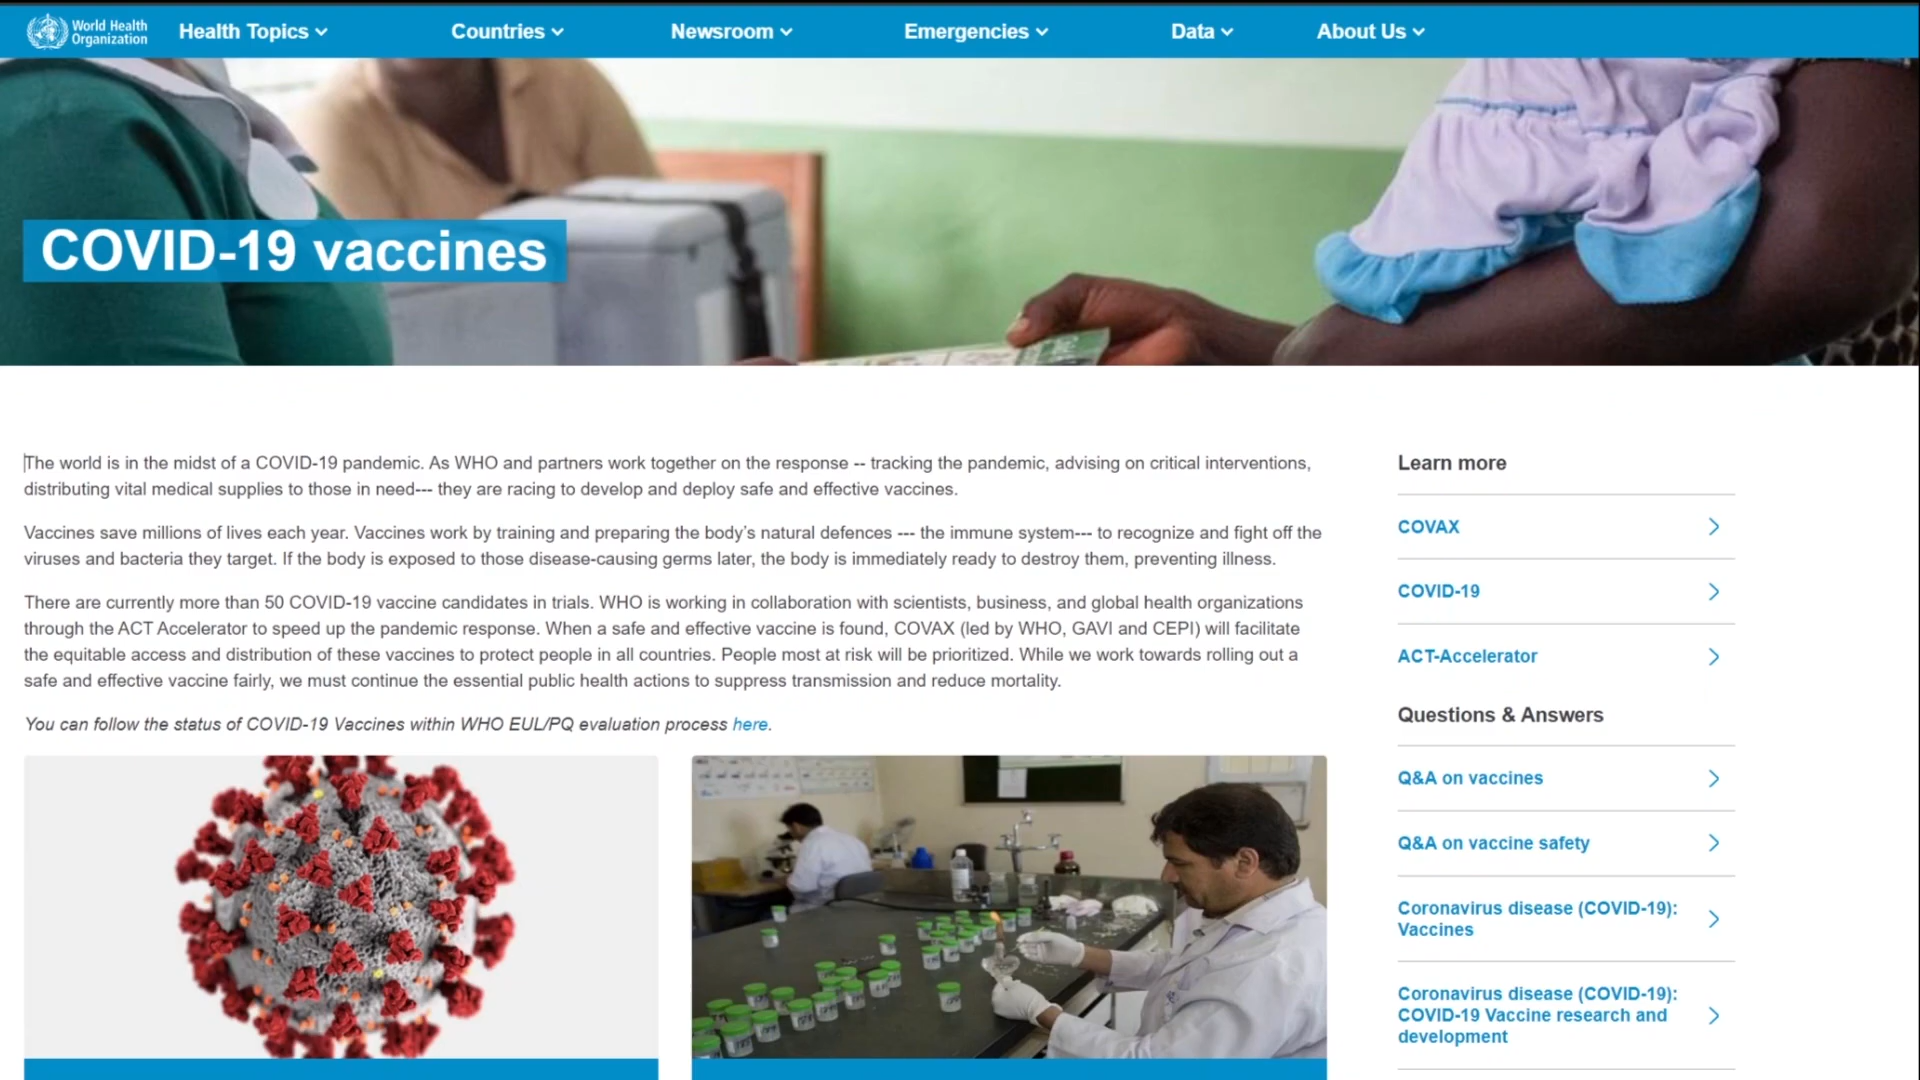 World Health
Organization
Health Topics
Countries
Newsroom
Emergencies
Data
About Us
COVID-19 vaccines
The world is in the midst of a COVID-19 pandemic. As WHO and partners work together on the response -- tracking the pandemic, advising on critical interventions,
distributing vital medical supplies to those in need--- they are racing to develop and deploy safe and effective vaccines.
Vaccines save millions of lives each year. Vaccines work by training and preparing the body’s natural defences --- the immune system--- to recognize and fight off the
viruses and bacteria they target. If the body is exposed to those disease-causing germs later, the body is immediately ready to destroy them, preventing illness.
There are currently more than 50 COVID-19 vaccine candidates in trials. WHO is working in collaboration with scientists, business, and global health organizations
through the ACT Accelerator to speed up the pandemic response. When a safe and effective vaccine is found, COVAX (led by WHO, GAVI and CEPI) will facilitate
the equitable access and distribution of these vaccines to protect people in all countries. People most at risk will be prioritized. While we work towards rolling out a
safe and effective vaccine fairly, we must continue the essential public health actions to suppress transmission and reduce mortality.
You can follow the status of COVID-19 Vaccines within WHO EUL/PQ evaluation process here.
Learn more
COVAX
COVID-19
ACT-Accelerator
Questions & Answers
Q&A on vaccines
Q&A on vaccine safety
Coronavirus disease (COVID-19):
Vaccines
Coronavirus disease (COVID-19):
COVID-19 Vaccine research and
development